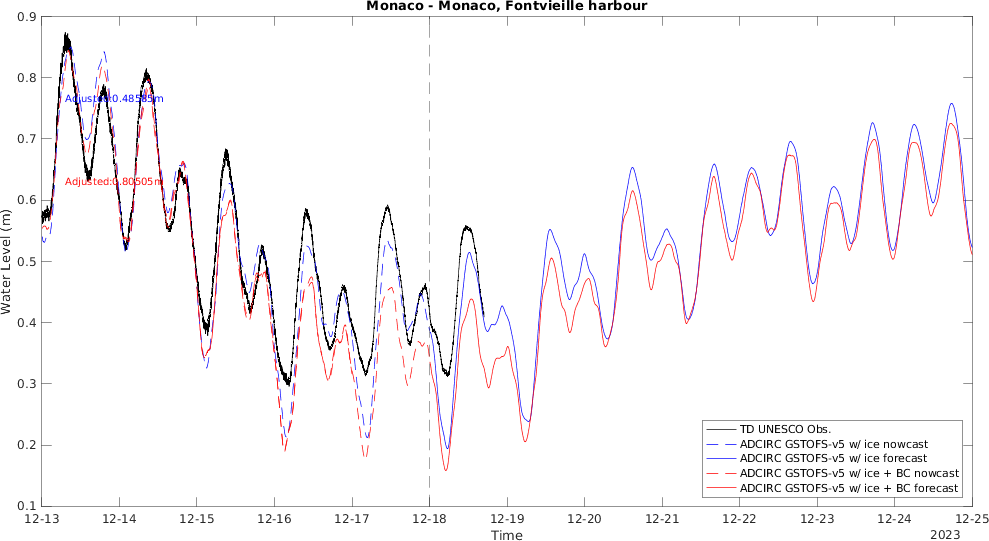 Monaco - Monaco, Fontvieille harbour
0.9
0.8
0.7
0.6
0.5
0.4
0.3
0.2
0.1
Water Level (m)
Adjusted:0.48585m
Adjusted:0.80505m
TD UNESCO Obs.
ADCIRC GSTOFS-v5 w/ ice nowcast
ADCIRC GSTOFS-v5 w/ ice forecast
ADCIRC GSTOFS-v5 w/ ice + BC nowcast
ADCIRC GSTOFS-v5 w/ ice + BC forecast
12-13 12-14 12-15 12-16 12-17 12-18 12-19 12-20 12-21 12-22 12-23 12-24 12-25
Time
2023